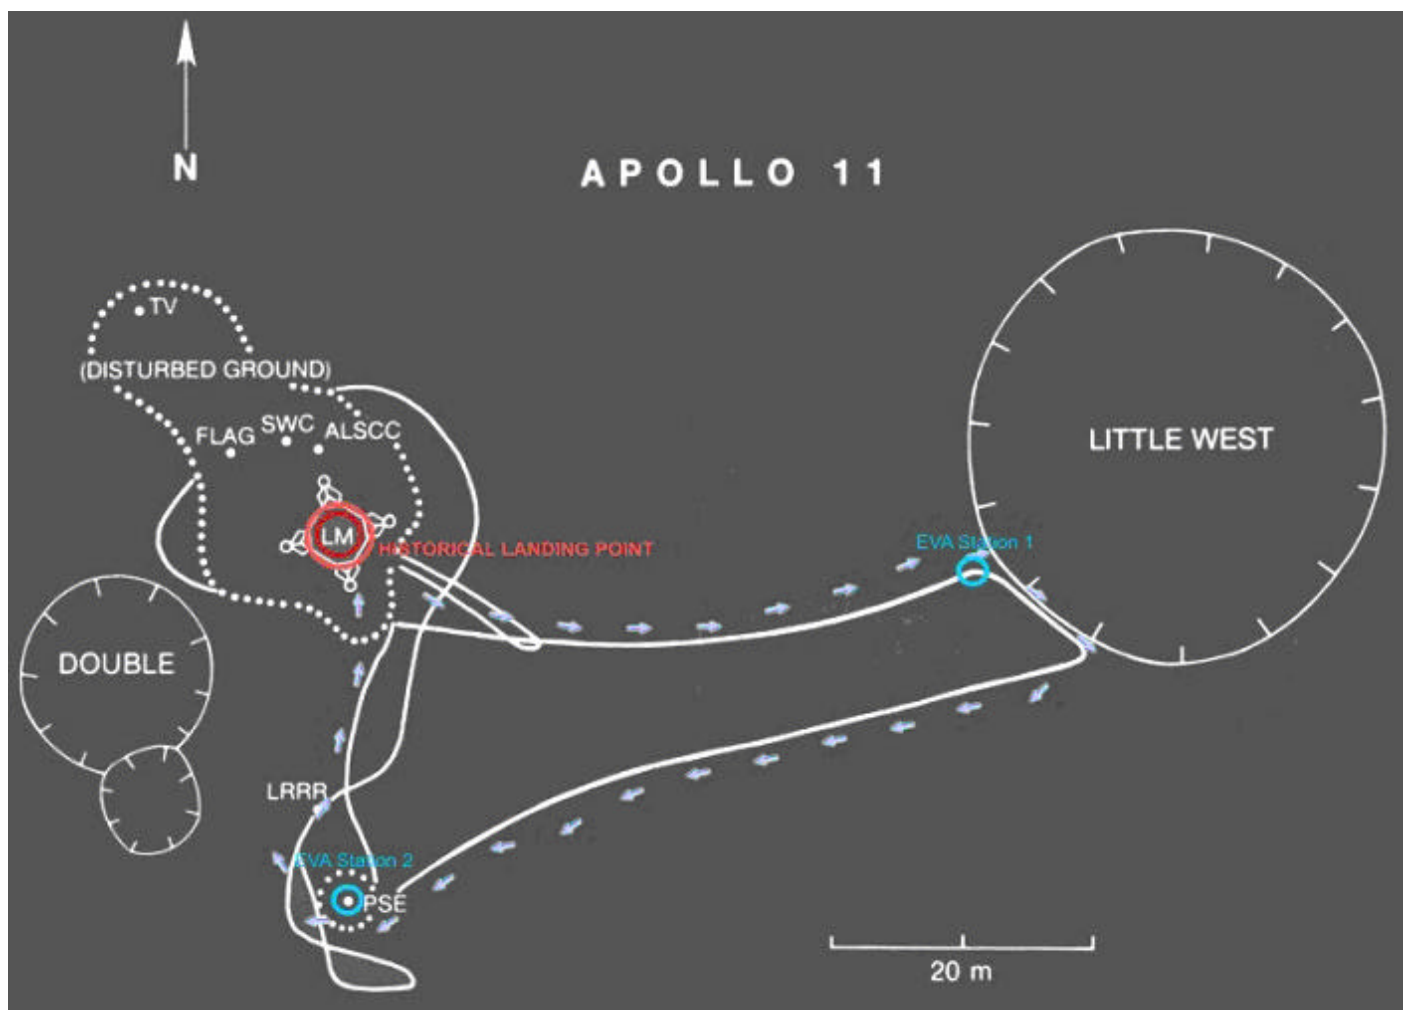 N
APOLLO 11
TV
(DISTURBED GROUND)
FLAG SWC ALSCC
LITTLE WEST
LM
HISTORICAL LANDING POINT
EVA Station 1
DOUBLE
LRRR
EVA Station 2
PSE
20 m